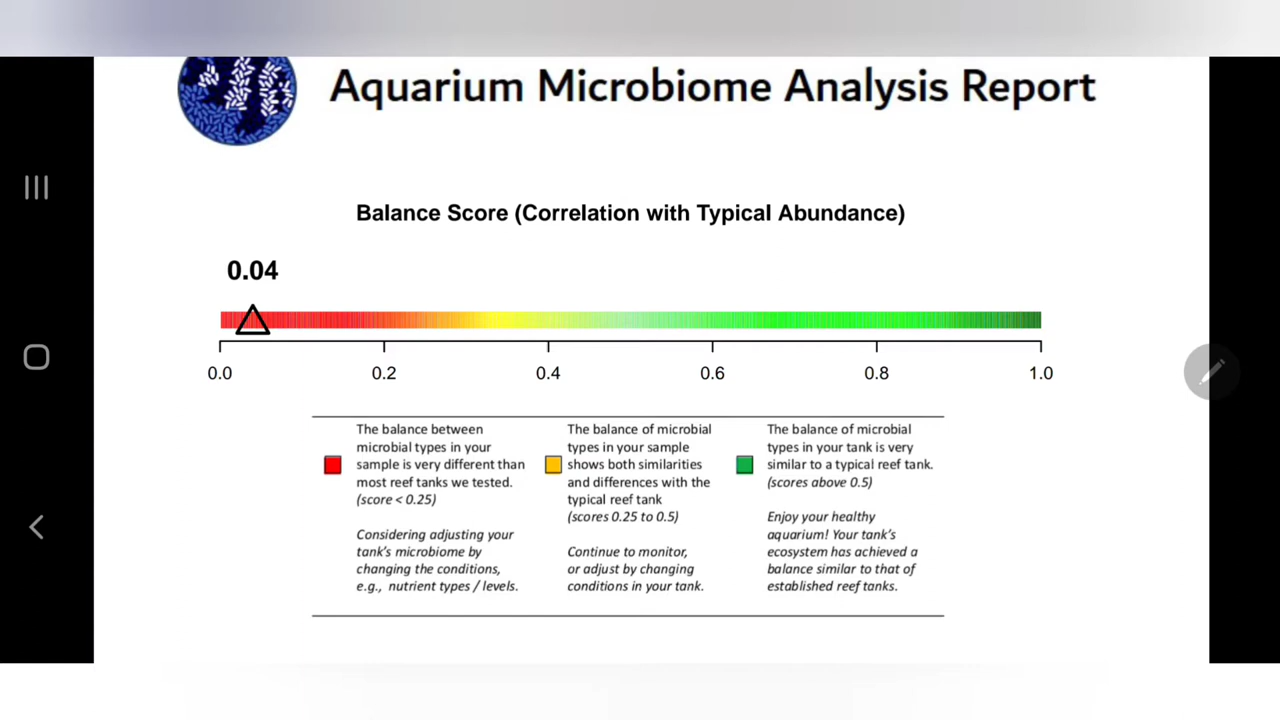 Aquarium Microbiome Analysis Report
Balance Score (Correlation with Typical Abundance)
0.04
0.0 0.2 0.4 0.6 0.8 1.0
The balance between
microbial types in your
sample is very different than
most reef tanks we tested.
(score < 0.25)
Considering adjusting your
tank's microbiome by
changing the conditions,
e.g., nutrient types / levels.
The balance of microbial
types in your sample
shows both similarities
and differences with the
typical reef tank
(scores 0.25 to 0.5)
Continue to monitor,
or adjust by changing
conditions in your tank.
The balance of microbial
types in your tank is very
similar to a typical reef tank.
(scores above 0.5)
Enjoy your healthy
aquarium! Your tank's
ecosystem has achieved a
balance similar to that of
established reef tanks.